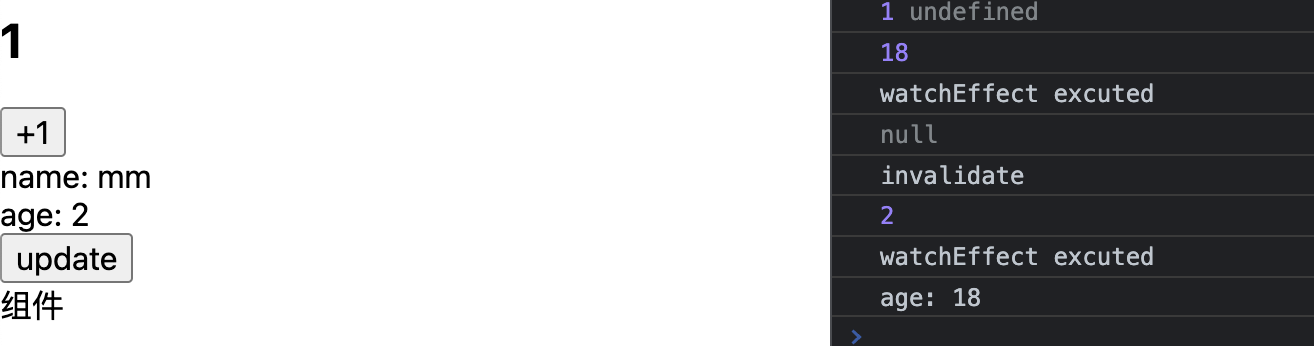 1
+1
name: mm
age: 2
update
组件
1 undefined
18
watchEffect excuted
null
invalidate
2
watchEffect excuted
age: 18
>